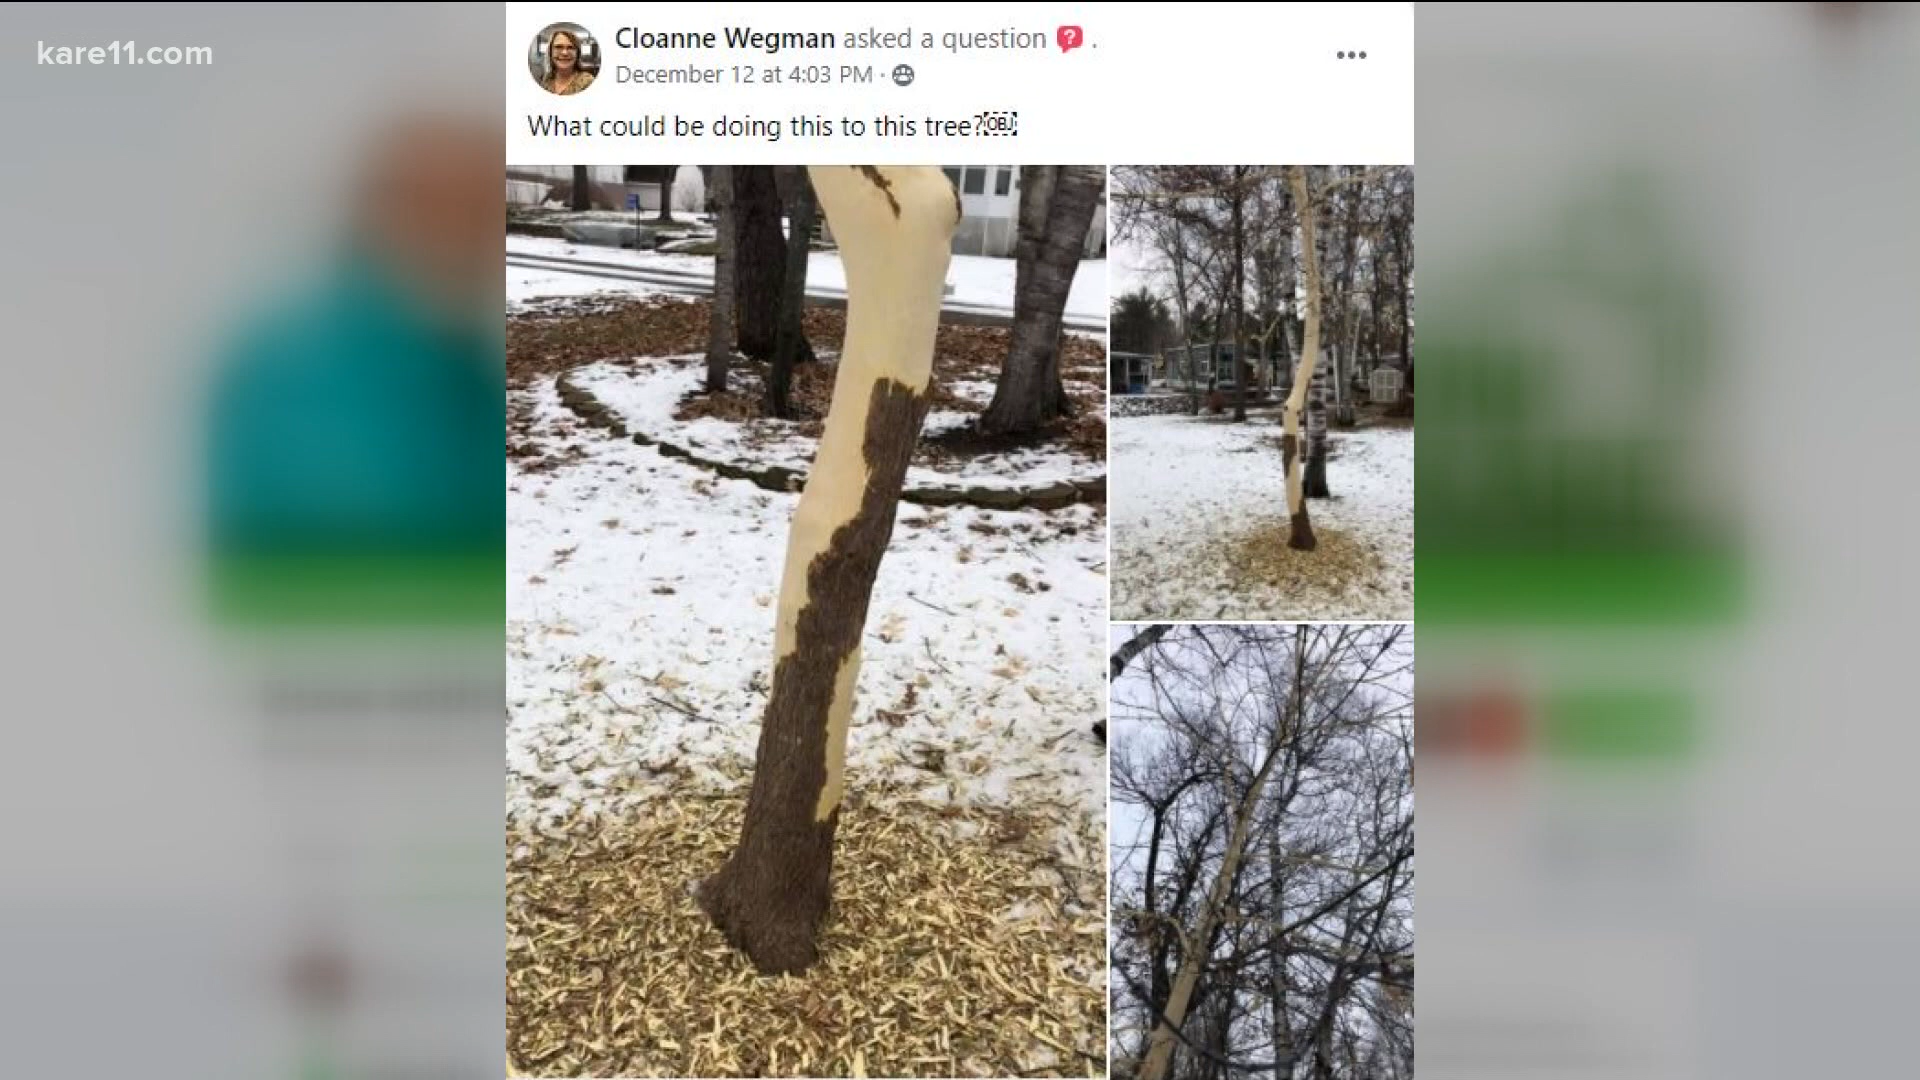 kare11.com
Cloanne Wegman asked a question ? .
December 12 at 4:03 PM ·
What could be doing this to this tree?OBJ